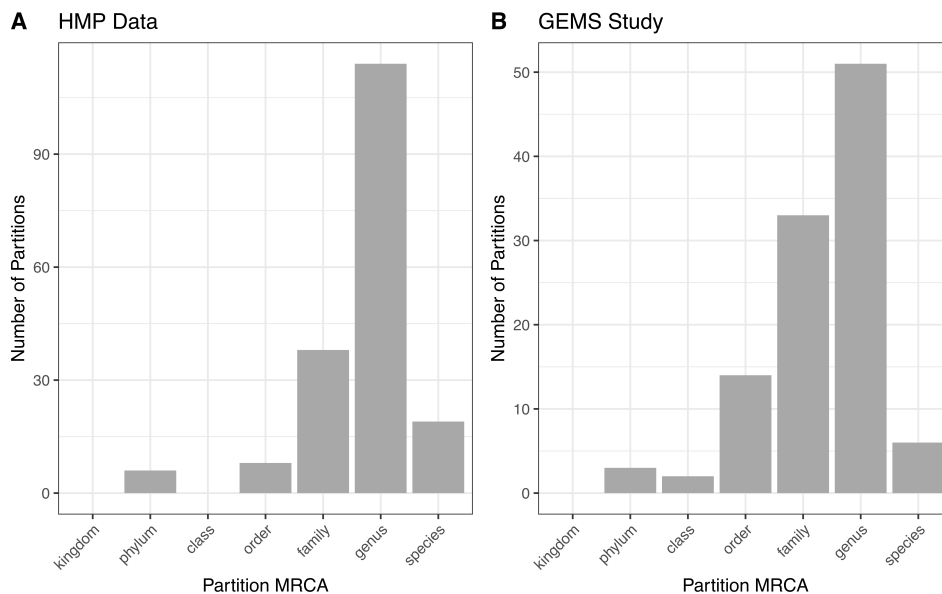 A HMP Data
Number of Partitions
90
60
30
0
kingdom
phylum
class
order
family
genus
species
Partition MRCA
B GEMS Study
Number of Partitions
50
40
30
20
10
0
kingdom
phylum
class
order
family
genus
species
Partition MRCA